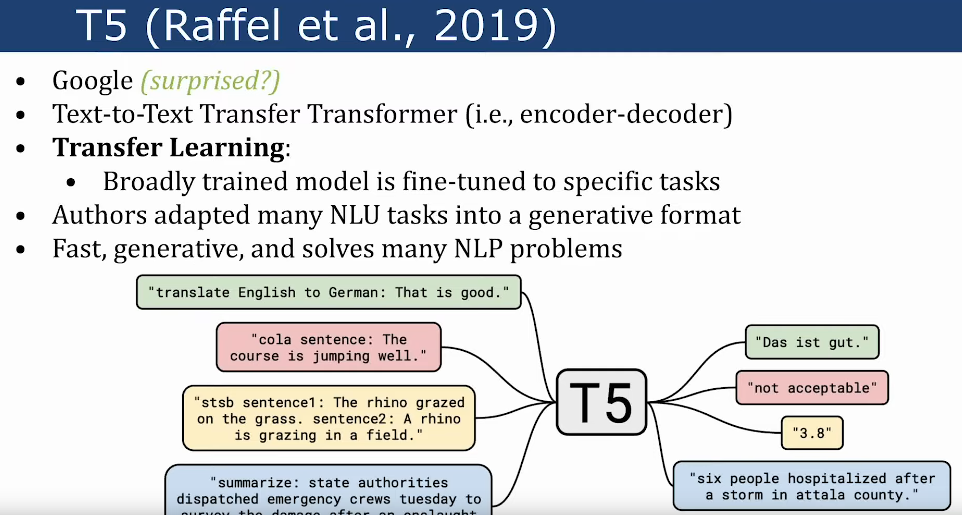 T5 (Raffel et al., 2019)
Google (surprised?)
Text-to-Text Transfer Transformer (i.e., encoder-decoder)
Transfer Learning:
Broadly trained model is fine-tuned to specific tasks
Authors adapted many NLU tasks into a generative format
Fast, generative, and solves many NLP problems
"translate English to German: That is good."
"cola sentence: The
course is jumping well."
"stsb sentence1: The rhino grazed
on the grass. sentence2: A rhino
is grazing in a field."
"summarize: state authorities
dispatched emergency crews tuesday to
survey the damage after an onslaught
T5
"Das ist gut."
"not acceptable"
"3.8"
"six people hospitalized after
a storm in attala county."